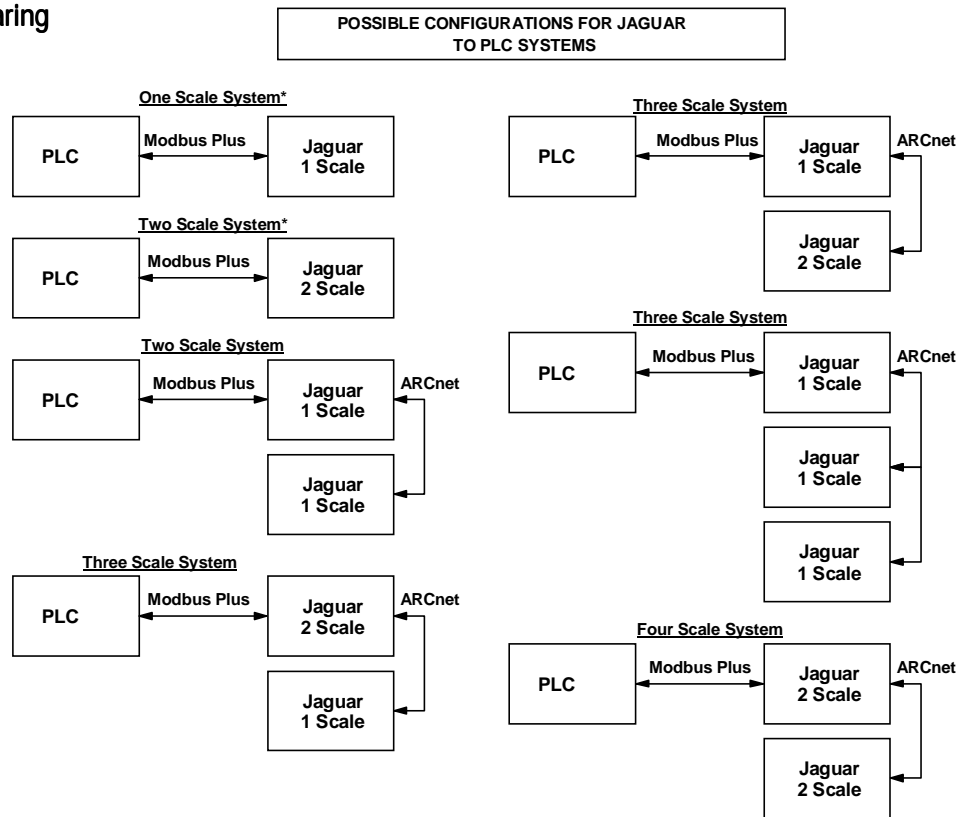 aring
POSSIBLE CONFIGURATIONS FOR JAGUAR
TO PLC SYSTEMS
One Scale System*
PLC
Modbus Plus
Jaguar
1 Scale
Two Scale System*
PLC
Modbus Plus
Jaguar
2 Scale
Two Scale System
PLC
Modbus Plus
Jaguar
1 Scale
ARCnet
Jaguar
1 Scale
Three Scale System
PLC
Modbus Plus
Jaguar
2 Scale
ARCnet
Jaguar
1 Scale
Three Scale System
PLC
Modbus Plus
Jaguar
1 Scale
ARCnet
Jaguar
2 Scale
Three Scale System
PLC
Modbus Plus
Jaguar
1 Scale
ARCnet
Jaguar
1 Scale
Jaguar
1 Scale
Four Scale System
PLC
Modbus Plus
Jaguar
2 Scale
ARCnet
Jaguar
2 Scale